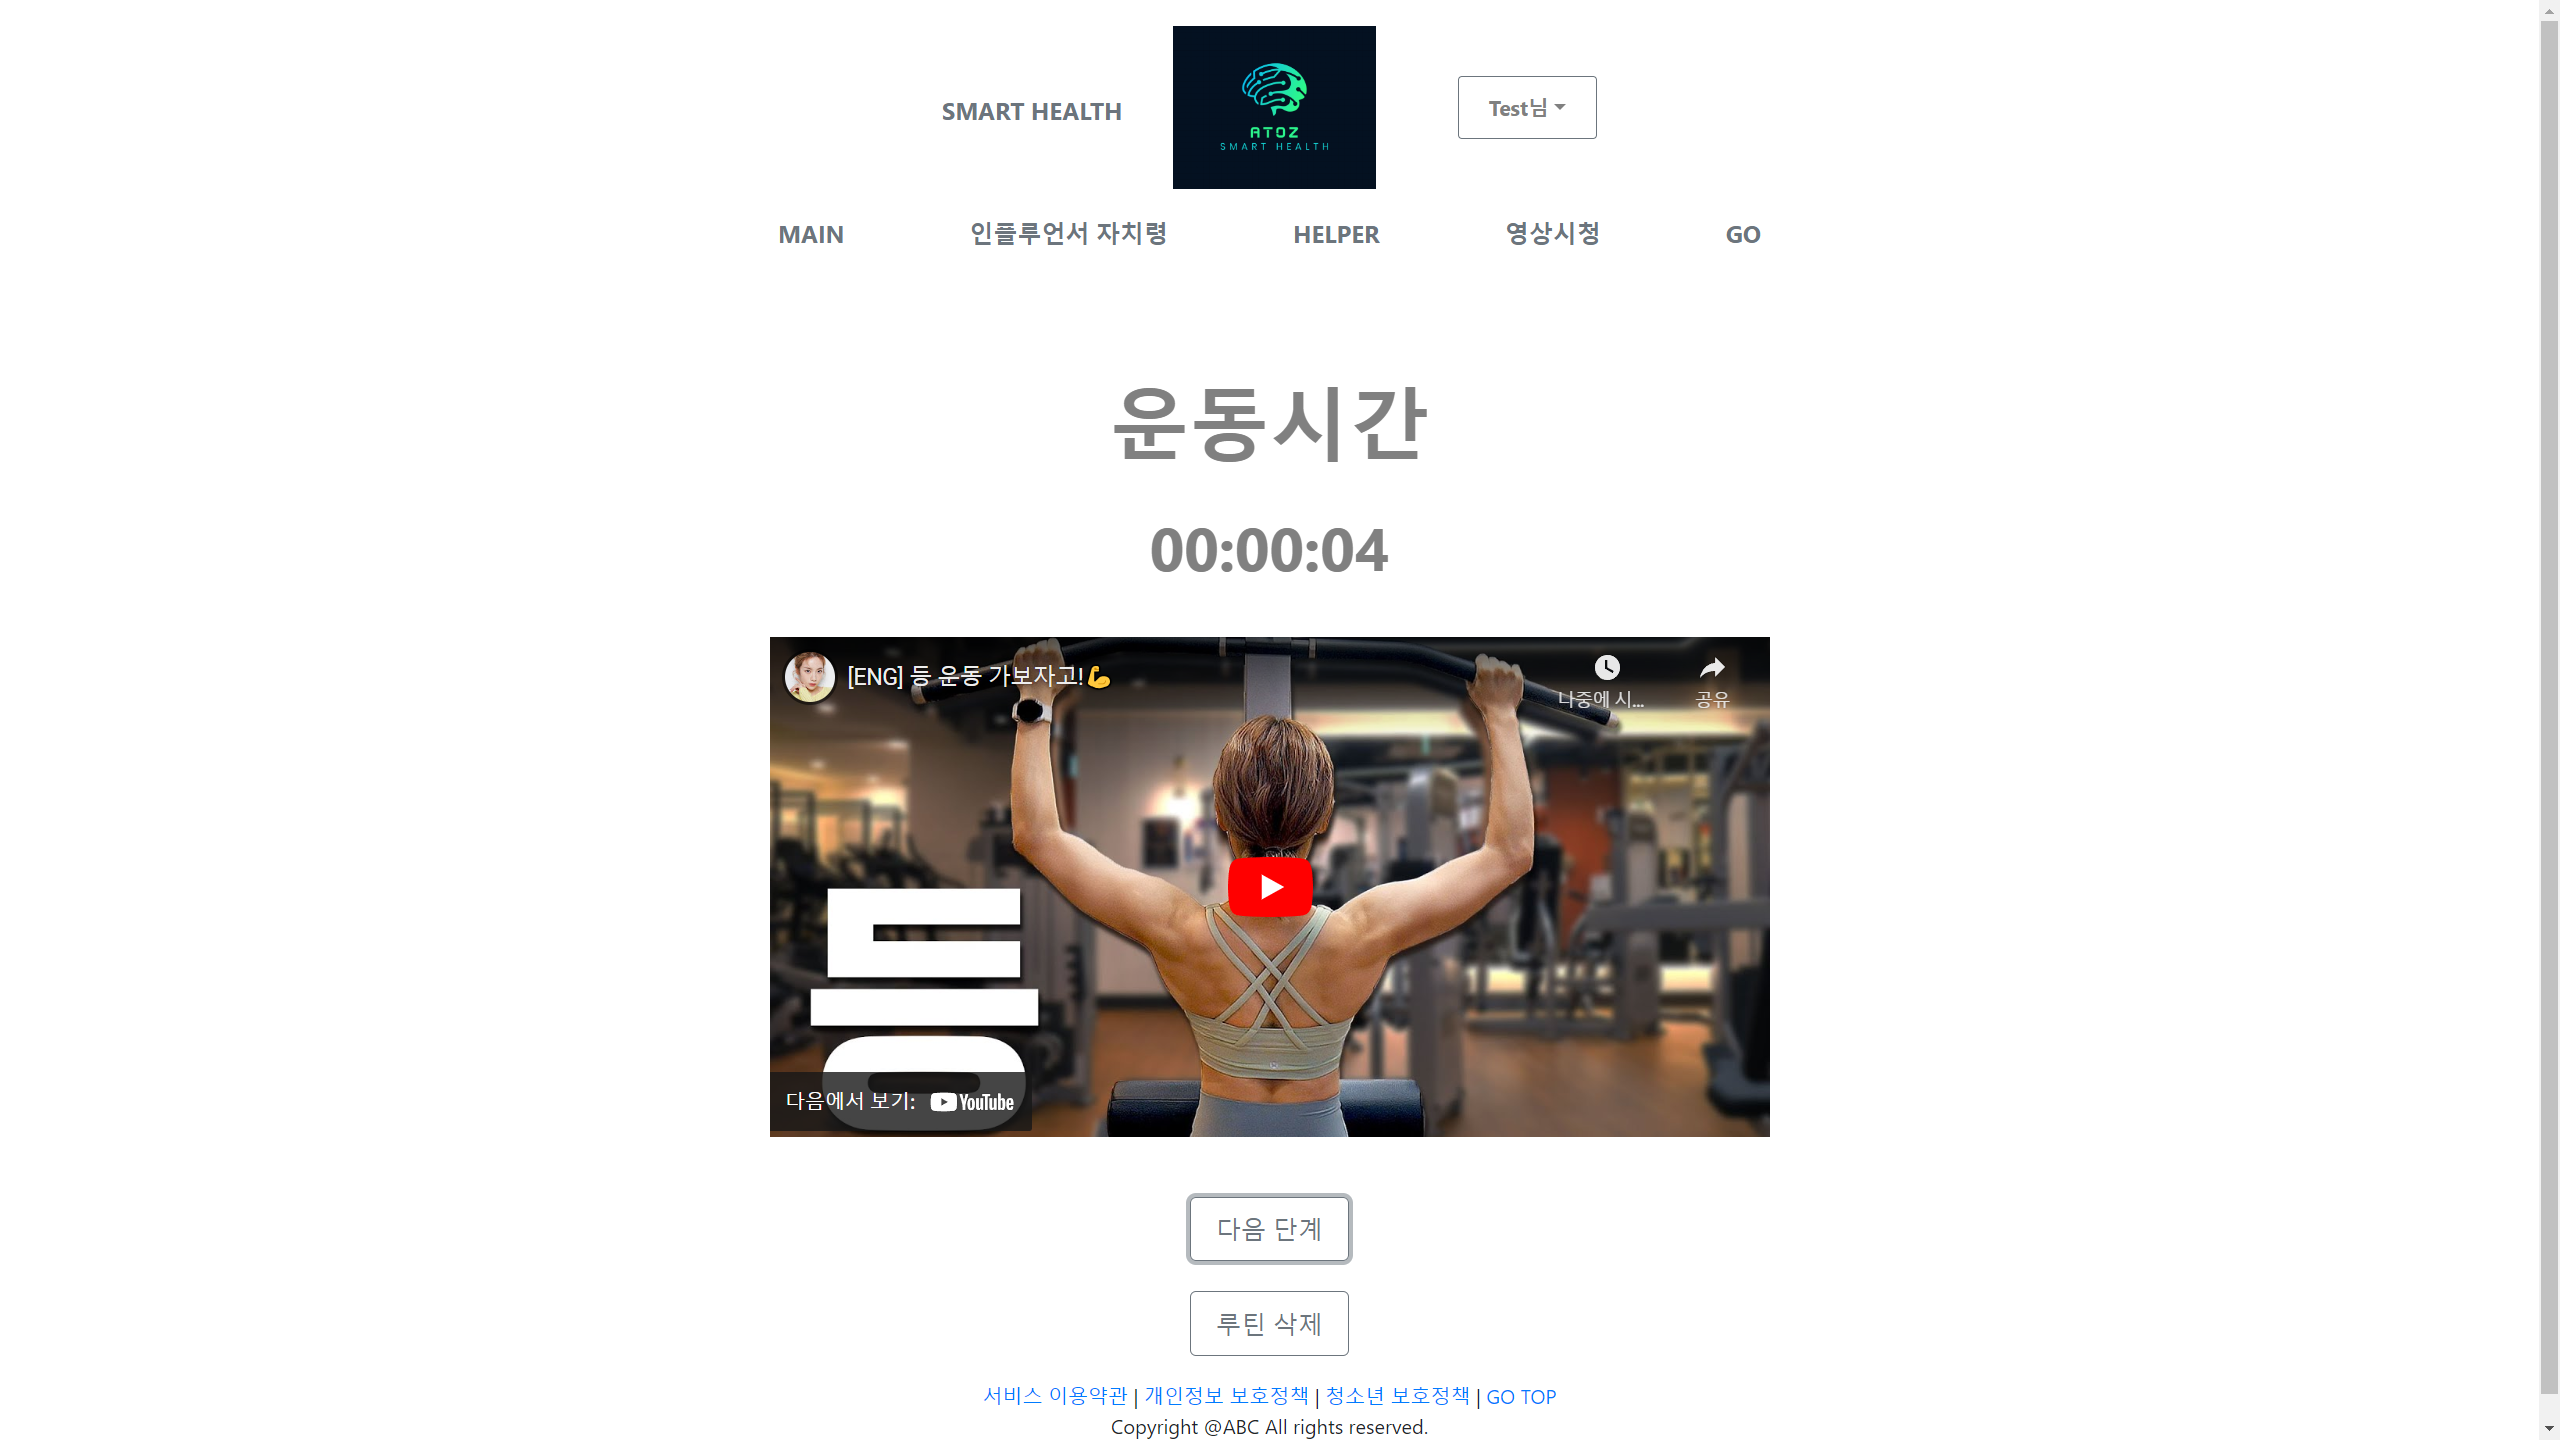 SMART HEALTH
ATOZ
SMART HEALTH
Test님
MAIN 인플루언서 자치령 HELPER 영상시청 GO
운동시간
00:00:04
[ENG] 등 운동 가보자고!💪
나중에 시...
공유
등
다음에서 보기: YouTube
다음 단계
루틴 삭제
서비스 이용약관 | 개인정보 보호정책 | 청소년 보호정책 | GO TOP
Copyright @ABC All rights reserved.